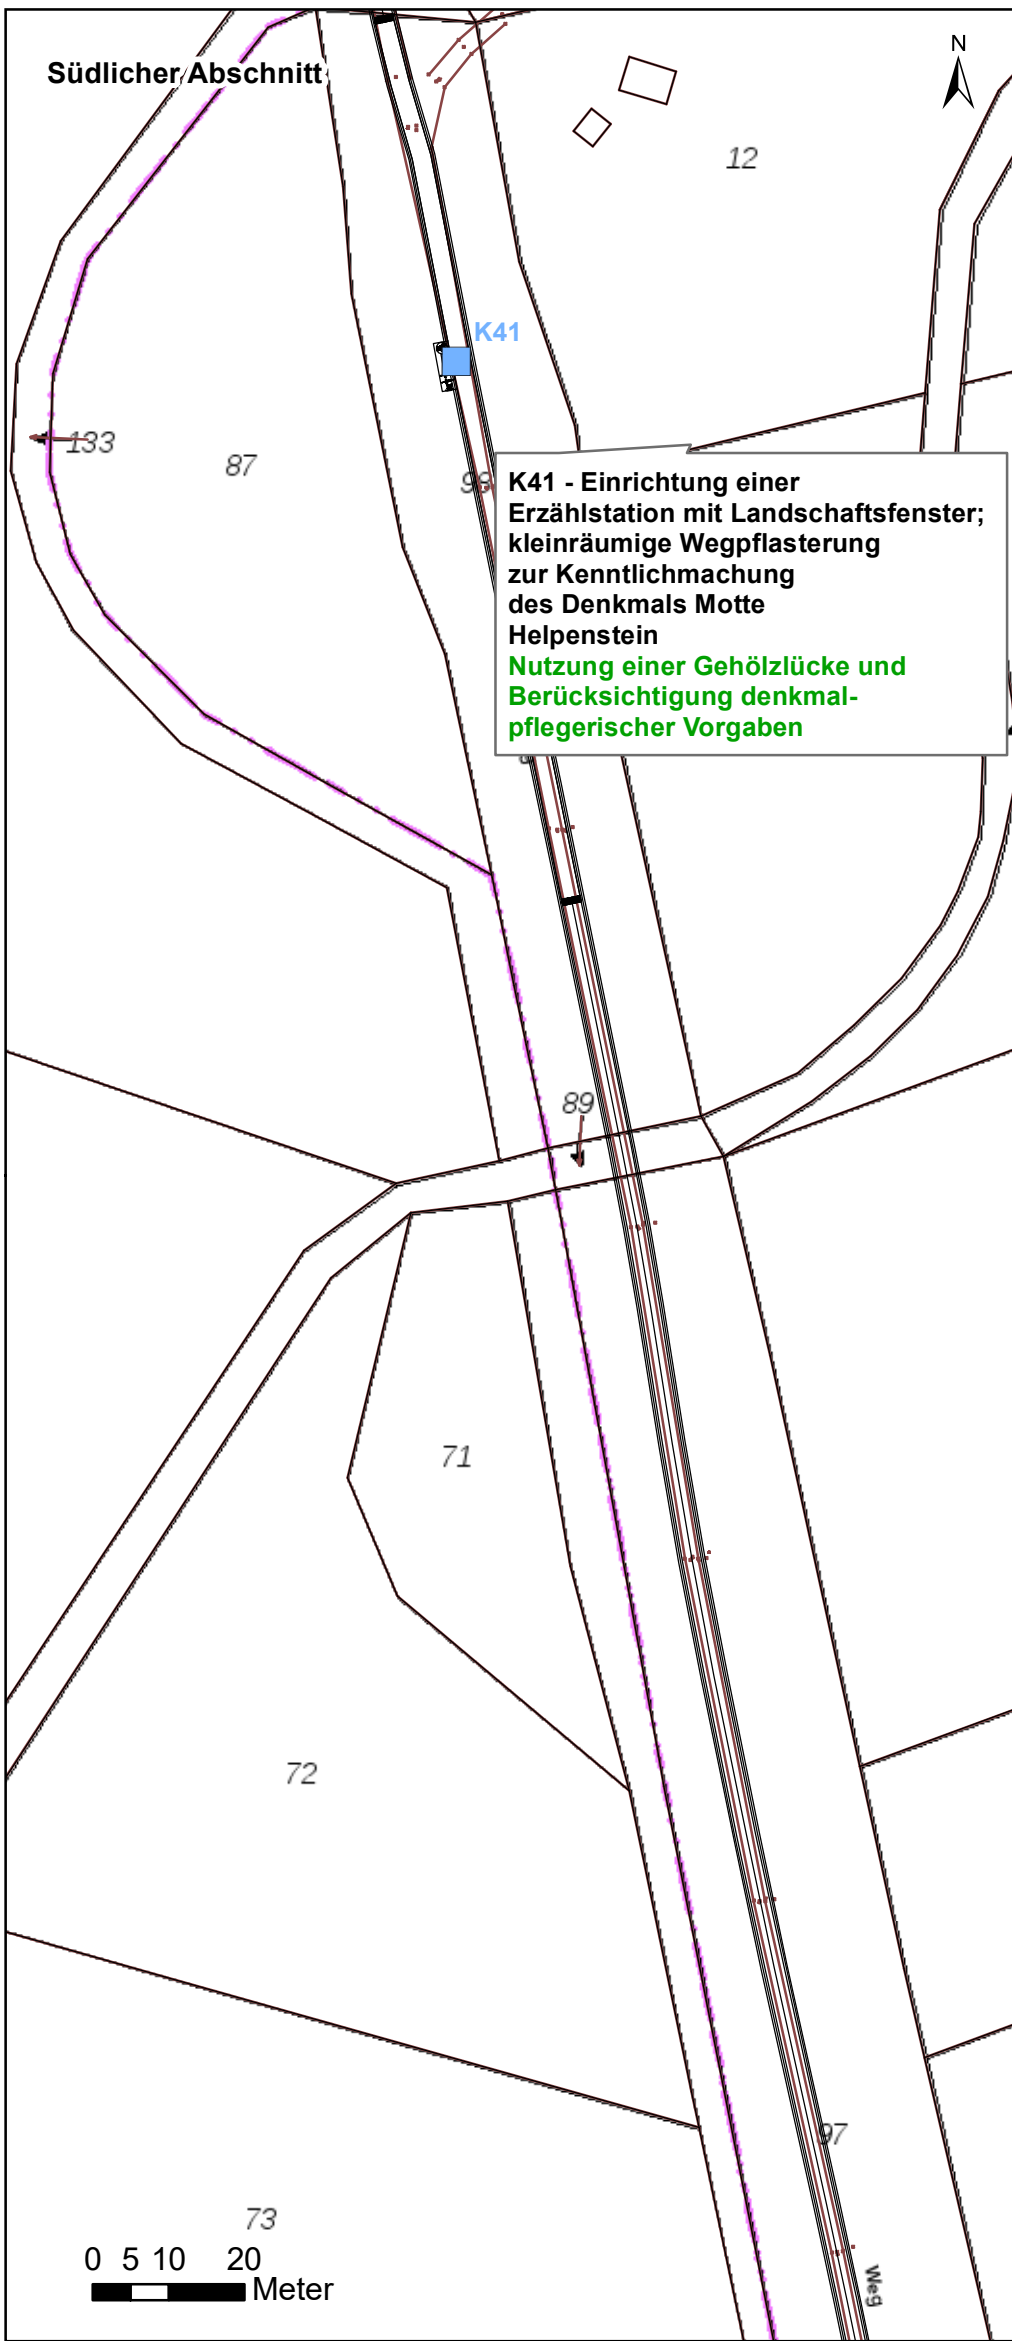 Südlicher Abschnitt
N
12
K41
133
87
98
K41 - Einrichtung einer
Erzählstation mit Landschaftsfenster;
kleinräumige Wegpflasterung
zur Kenntlichmachung
des Denkmals Motte
Helpenstein
Nutzung einer Gehölzlücke und
Berücksichtigung denkmal-
pflegerischer Vorgaben
89
71
72
97
73
0 5 10 20
Meter
Weg